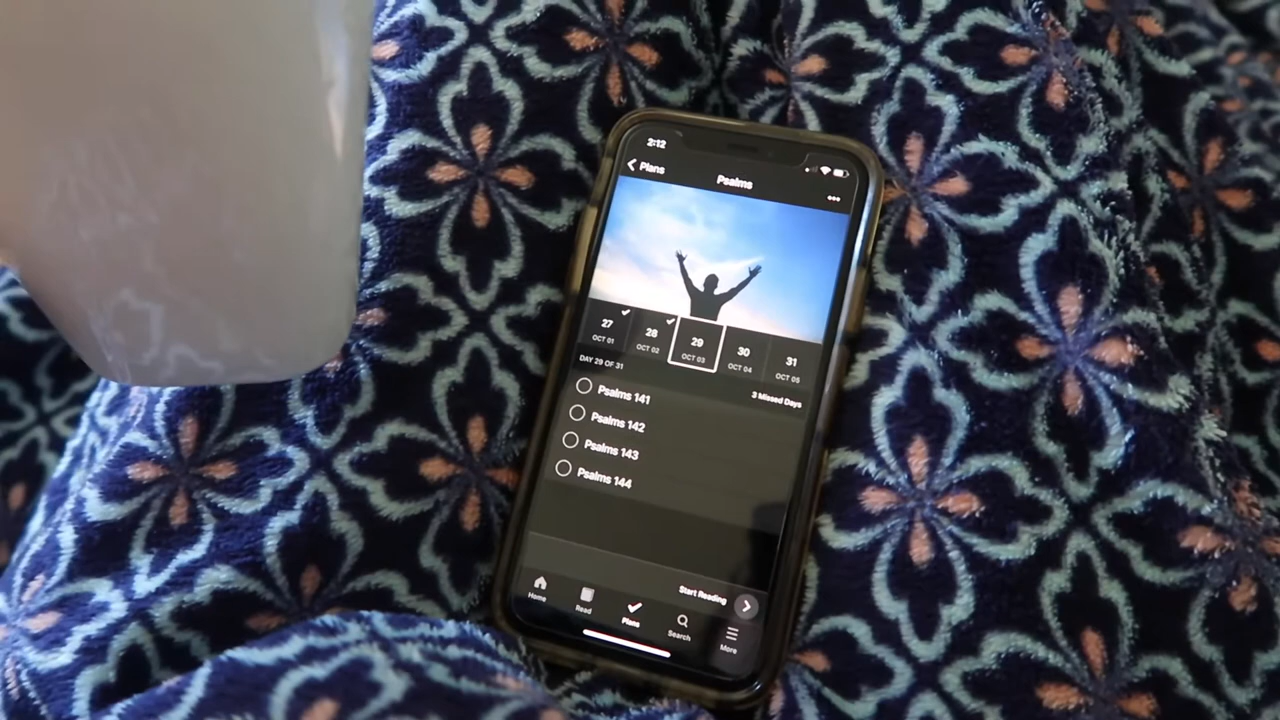 2:12
Plans
Psalms
27 28 29 30 31
OCT 01 OCT 02 OCT 03 OCT 04 OCT 05
DAY 29 OF 31
3 Missed Days
Psalms 141
Psalms 142
Psalms 143
Psalms 144
Start Reading
Home Read Plans Search More